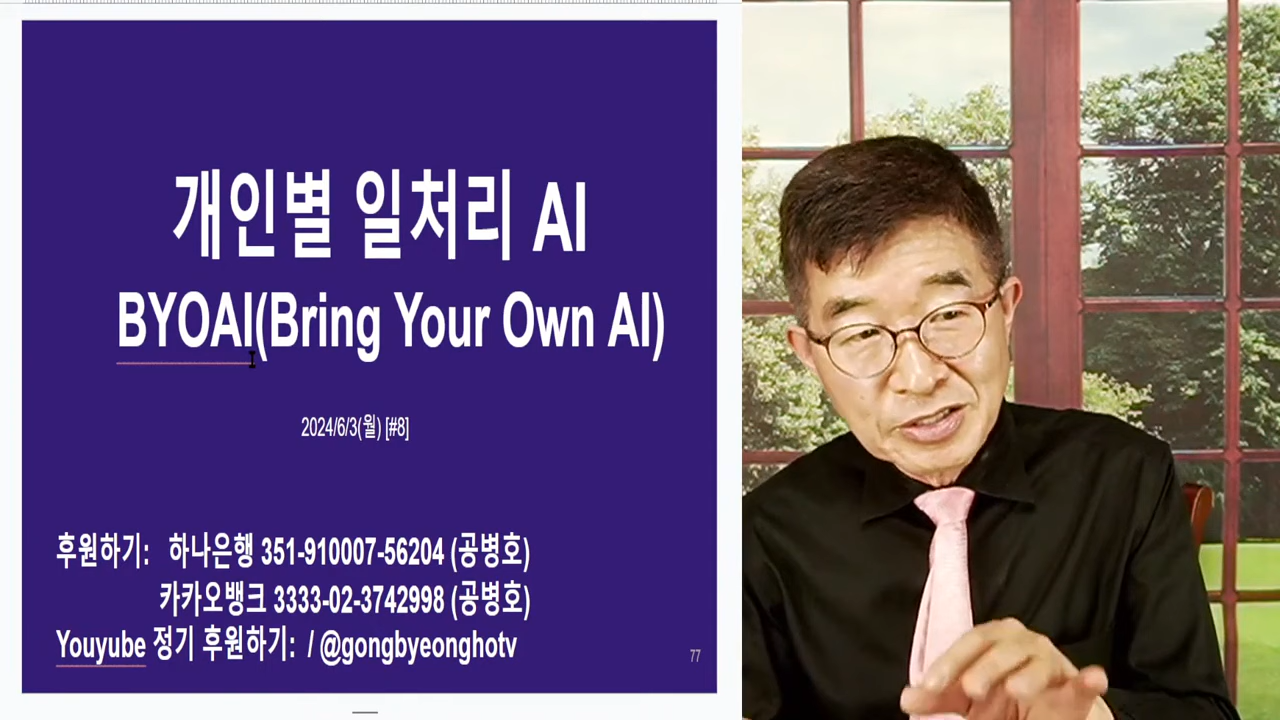 개인별 일처리 AI
BYOAI(Bring Your Own AI)
2024/6/3(월) [#8]
후원하기: 하나은행 351-910007-56204 (공병호)
카카오뱅크 3333-02-3742998 (공병호)
Youyube 정기 후원하기: / @gongbyeonghotv
77